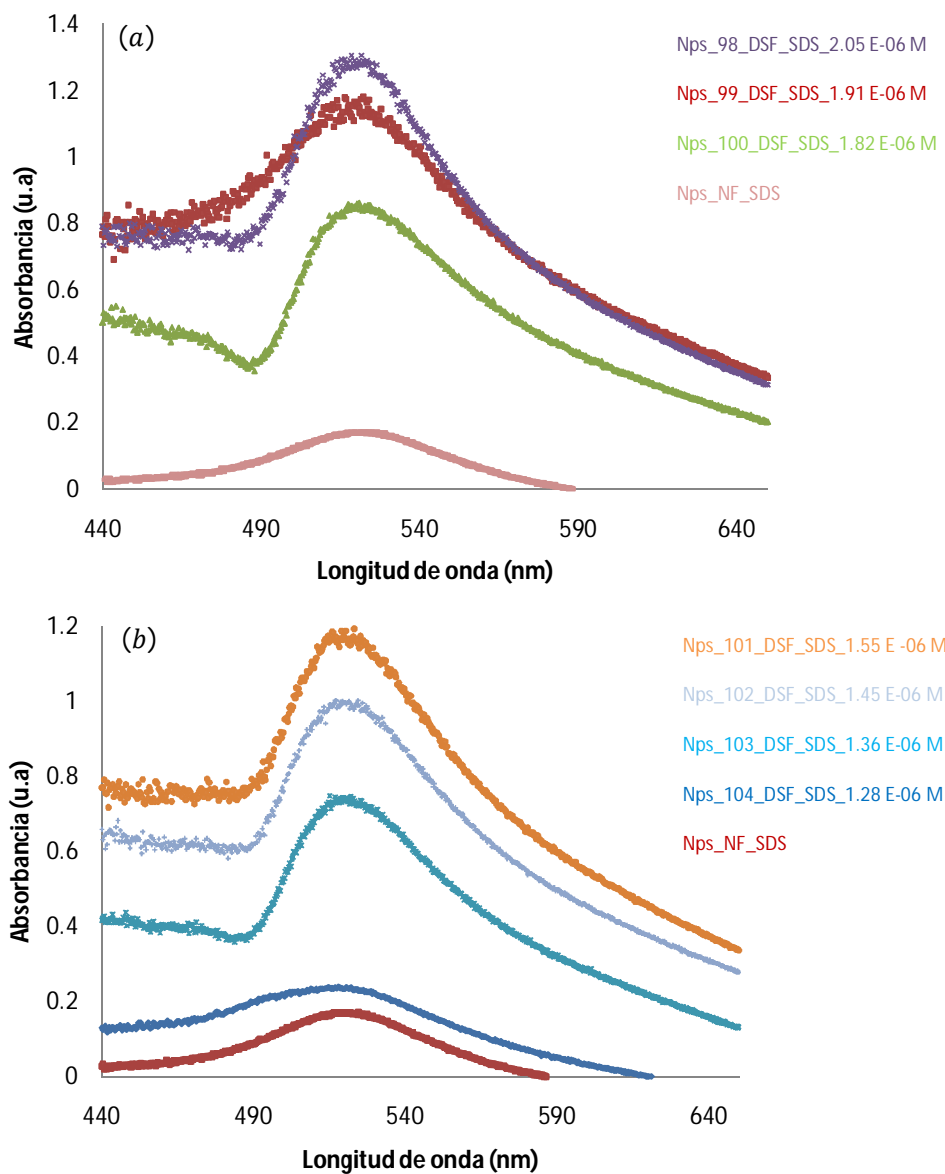 (a)
Absorbancia (u.a)
1.4
1.2
1
0.8
0.6
0.4
0.2
0
440 490 540 590 640
Longitud de onda (nm)
Nps_98_DSF_SDS_2.05 E-06 M
Nps_99_DSF_SDS_1.91 E-06 M
Nps_100_DSF_SDS_1.82 E-06 M
Nps_NF_SDS
(b)
Absorbancia (u.a)
1.2
1
0.8
0.6
0.4
0.2
0
440 490 540 590 640
Longitud de onda (nm)
Nps_101_DSF_SDS_1.55 E -06 M
Nps_102_DSF_SDS_1.45 E-06 M
Nps_103_DSF_SDS_1.36 E-06 M
Nps_104_DSF_SDS_1.28 E-06 M
Nps_NF_SDS